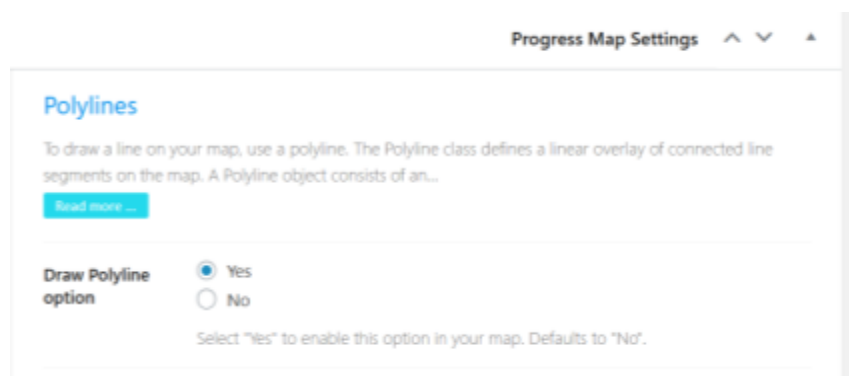 Progress Map Settings
Polylines
To draw a line on your map, use a polyline. The Polyline class defines a linear overlay of connected line
segments on the map. A Polyline object consists of an...
Read more ...
Draw Polyline
option
Yes
No
Select "Yes" to enable this option in your map. Defaults to "No".